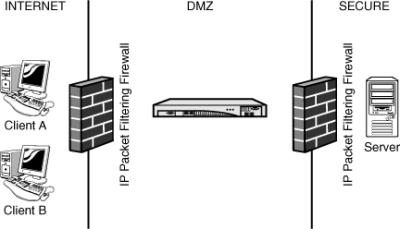 INTERNET
DMZ
SECURE
Client A
IP Packet Filtering Firewall
IP Packet Filtering Firewall
Server
Client B